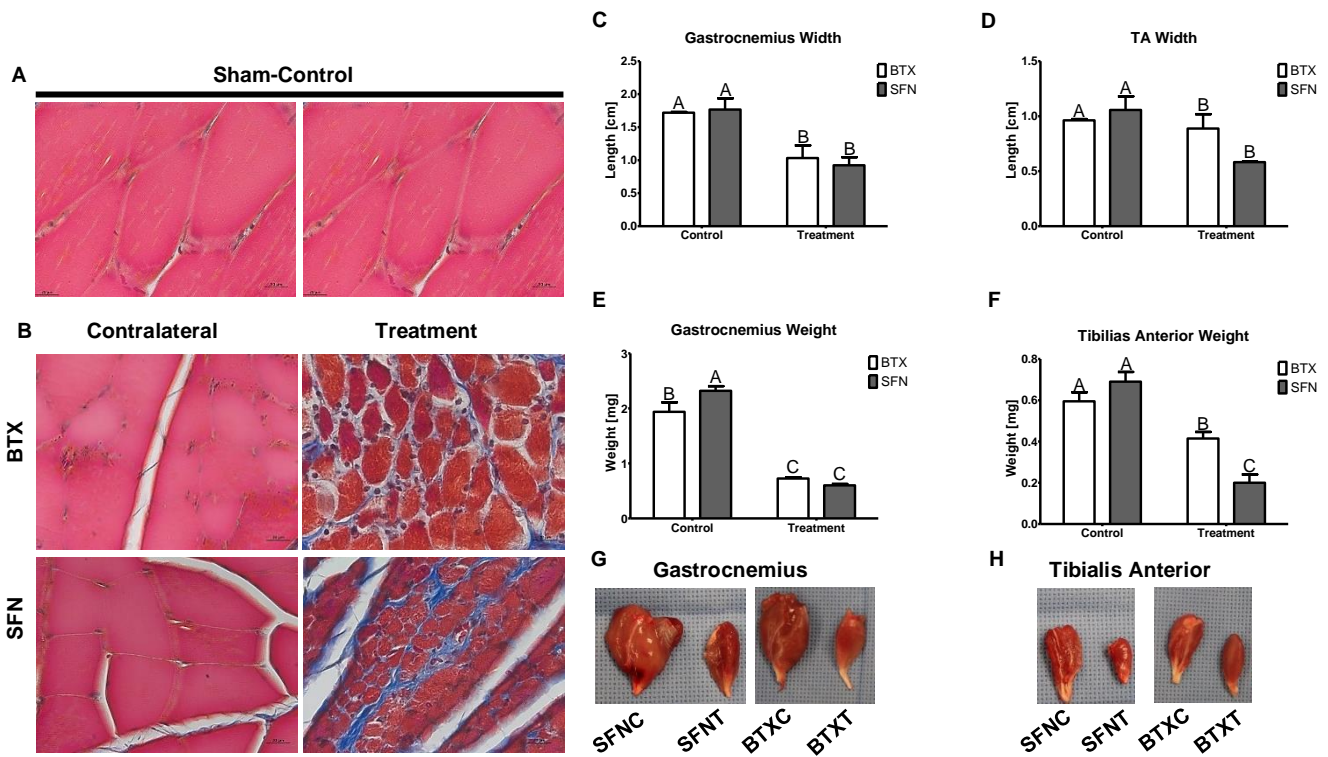 A
Sham-Control
B
Contralateral
Treatment
BTX
SFN
C
Gastrocnemius Width
Length [cm]
2.5
2.0
1.5
1.0
0.5
0.0
A
A
B
B
Control
Treatment
BTX
SFN
D
TA Width
Length [cm]
1.5
1.0
0.5
0.0
A
A
B
B
Control
Treatment
BTX
SFN
E
Gastrocnemius Weight
Weight [mg]
3
2
1
0
B
A
C
C
Control
Treatment
BTX
SFN
F
Tibilias Anterior Weight
Weight [mg]
0.8
0.6
0.4
0.2
0.0
A
A
B
C
Control
Treatment
BTX
SFN
G
Gastrocnemius
SFNC
SFNT
BTXC
BTXT
H
Tibialis Anterior
SFNC
SFNT
BTXC
BTXT